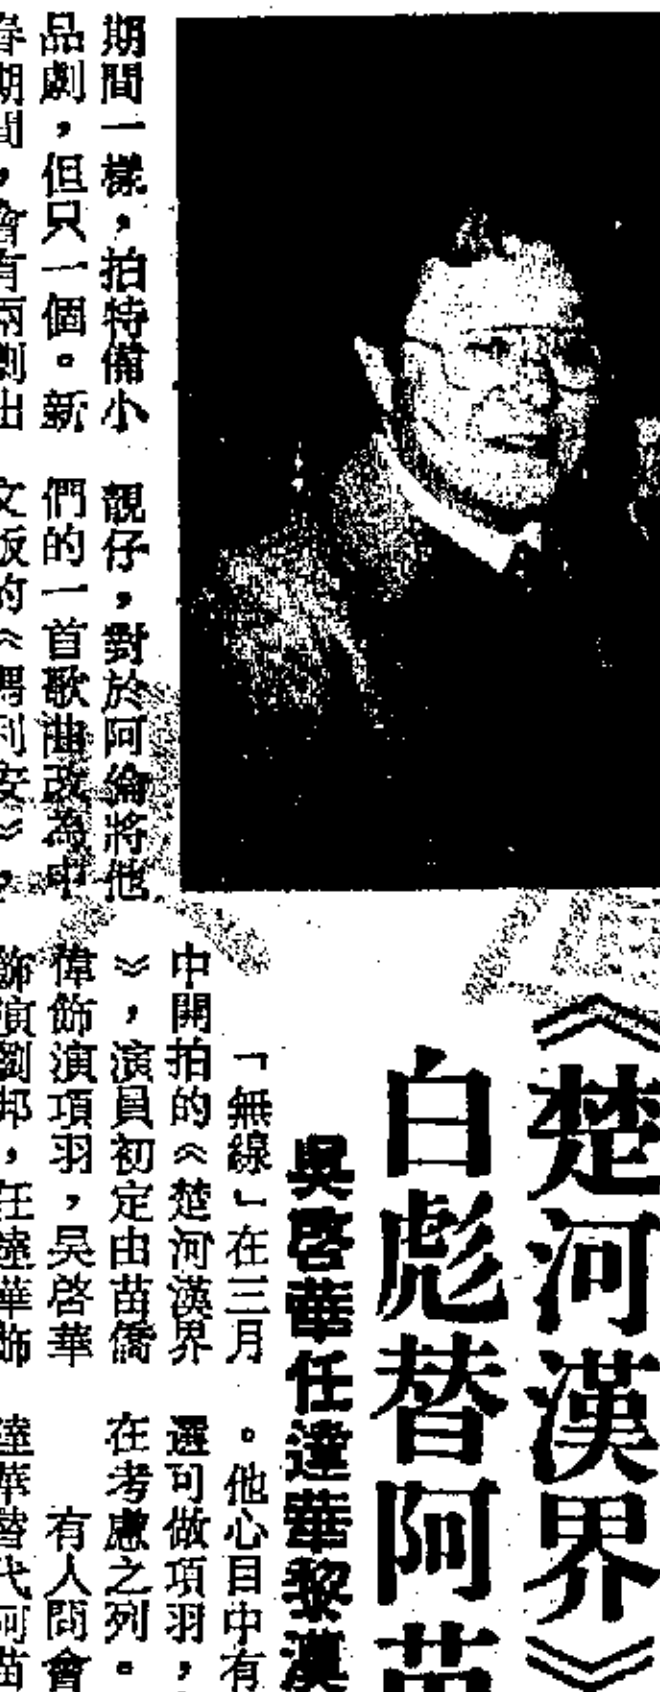 《楚河漢界》
白彪替阿苗
吳啓華任達華黎漢
「無線」在三月
中開拍的《楚河漢界
》，演員初定由苗僑
偉飾演項羽，吳啓華
飾演劉邦，任達華飾
。他心目中有
選可做項羽，
在考慮之列。
有人問會
達華替代阿苗
期間一樣，拍特備小
品劇，但只一個。新
春期間，會有兩劇出
靚仔，對於阿倫將他
們的一首歌曲改為中
文版的《瑪利安》，